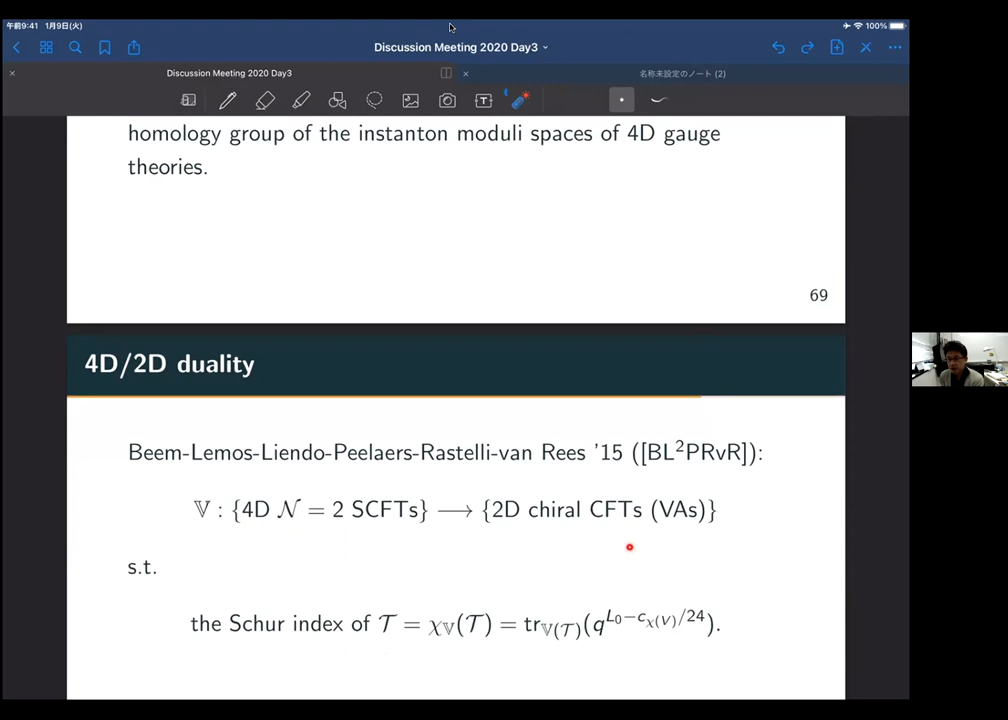 午前9:41 1月9日(火)
100%
Discussion Meeting 2020 Day3
Discussion Meeting 2020 Day3
名称未設定のノート (2)
homology group of the instanton moduli spaces of 4D gauge
theories.
69
4D/2D duality
Beem-Lemos-Liendo-Peelaers-Rastelli-van Rees '15 ([BL²PRvR]):
𝕍 : {4D 𝒩 = 2 SCFTs} ⟶ {2D chiral CFTs (VAs)}
s.t.
the Schur index of 𝒯 = χ_𝕍(𝒯) = tr_{𝕍(𝒯)}(q^{L_0−c_{χ(V)}/24}).